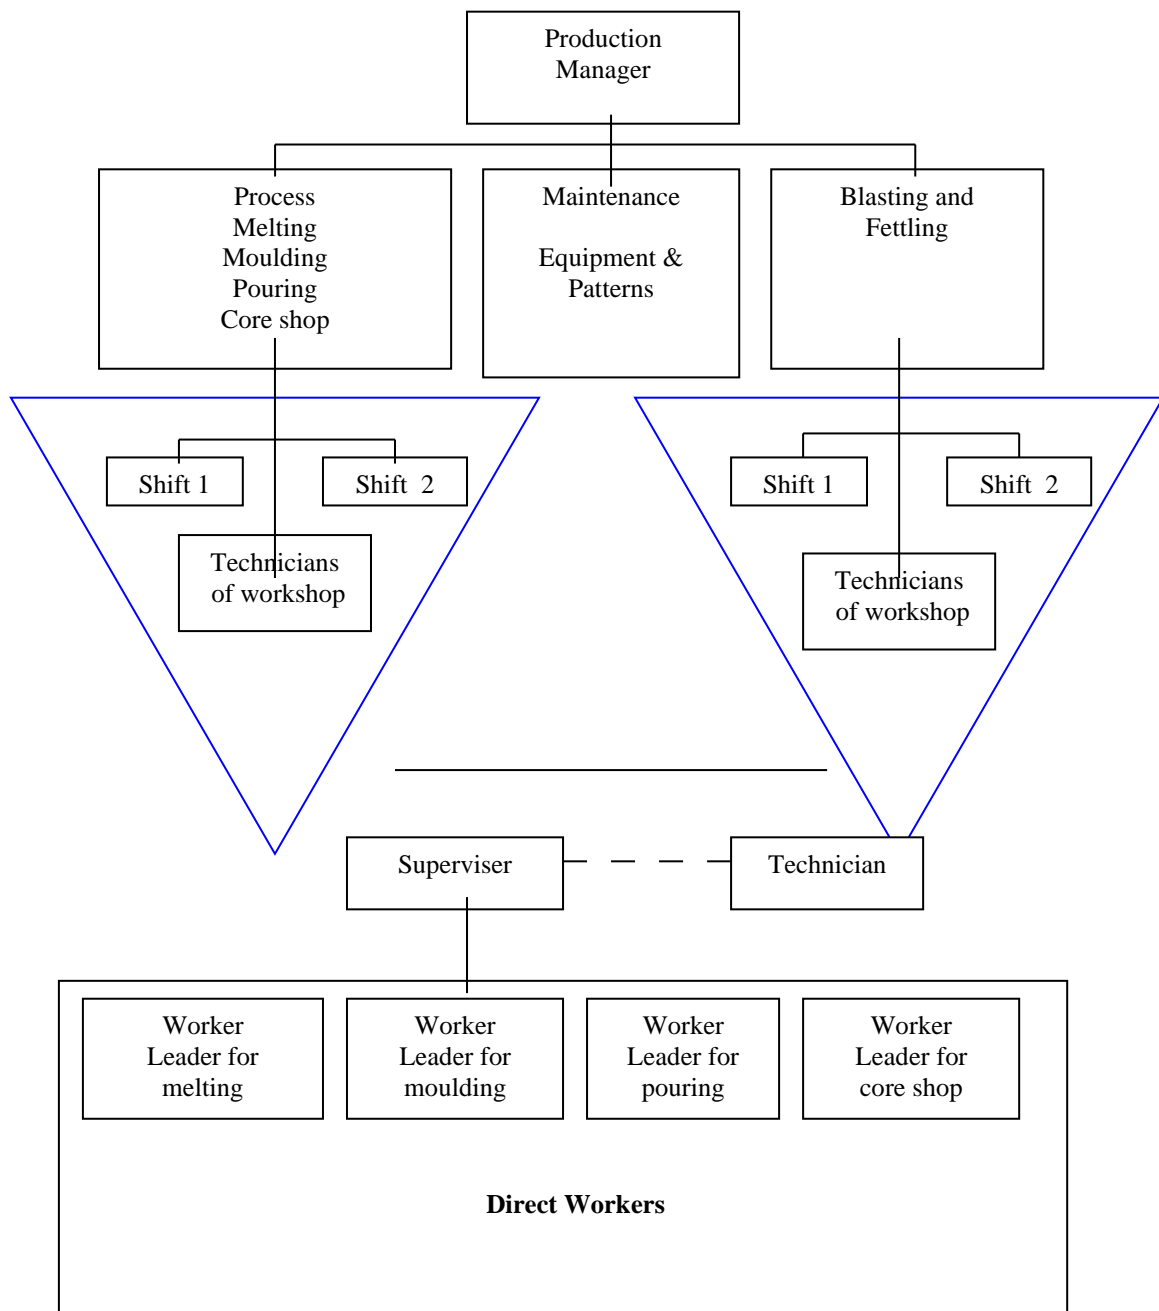 Production
Manager
Process
Melting
Moulding
Pouring
Core shop
Maintenance
Equipment &
Patterns
Blasting and
Fettling
Shift 1
Shift  2
Technicians
of workshop
Shift 1
Shift  2
Technicians
of workshop
Superviser
Technician
Worker
Leader for
melting
Worker
Leader for
moulding
Worker
Leader for
pouring
Worker
Leader for
core shop
Direct Workers